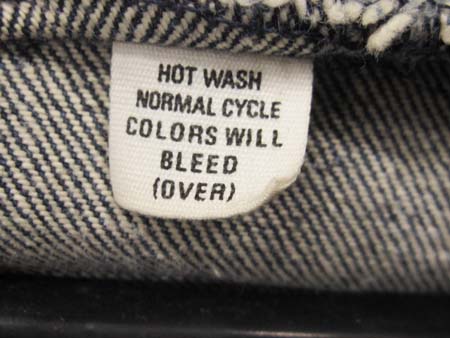 HOT WASH
NORMAL CYCLE
COLORS WILL
BLEED
(OVER)